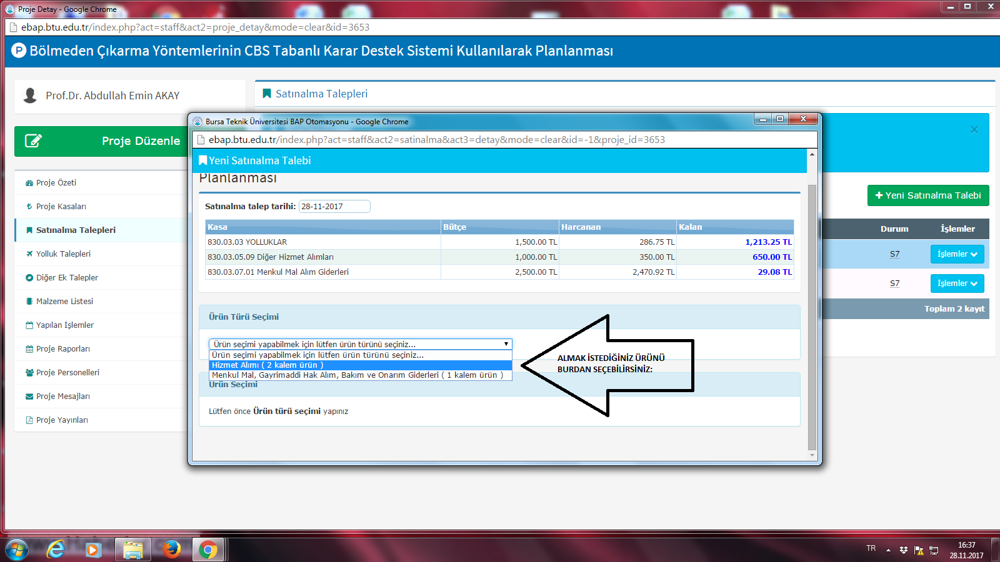 Proje Detay - Google Chrome
ebap.btu.edu.tr/index.php?act=staff&act2=proje_detay&mode=clear&id=3653
P Bölmeden Çıkarma Yöntemlerinin CBS Tabanlı Karar Destek Sistemi Kullanılarak Planlanması
Prof.Dr. Abdullah Emin AKAY
Proje Düzenle
Proje Özeti
Proje Kasaları
Satınalma Talepleri
Yolluk Talepleri
Diğer Ek Talepler
Malzeme Listesi
Yapılan İşlemler
Proje Raporları
Proje Personelleri
Proje Mesajları
Proje Yayınları
Satınalma Talepleri
×
+ Yeni Satınalma Talebi
Durum İşlemler
S7 İşlemler
S7 İşlemler
Toplam 2 kayıt
Bursa Teknik Üniversitesi BAP Otomasyonu - Google Chrome
ebap.btu.edu.tr/index.php?act=staff&act2=satinalma&act3=detay&mode=clear&id=-1&proje_id=3653
Yeni Satınalma Talebi
Planlanması
Satınalma talep tarihi: 28-11-2017
Kasa Bütçe Harcanan Kalan
830.03.03 YOLLUKLAR 1,500.00 TL 286.75 TL 1,213.25 TL
830.03.05.09 Diğer Hizmet Alımları 1,000.00 TL 350.00 TL 650.00 TL
830.03.07.01 Menkul Mal Alım Giderleri 2,500.00 TL 2,470.92 TL 29.08 TL
Ürün Türü Seçimi
Ürün seçimi yapabilmek için lütfen ürün türünü seçiniz...
Ürün seçimi yapabilmek için lütfen ürün türünü seçiniz...
Hizmet Alımı ( 2 kalem ürün )
Menkul Mal, Gayrimaddi Hak Alım, Bakım ve Onarım Giderleri ( 1 kalem ürün )
Ürün Seçimi
Lütfen önce Ürün türü seçimi yapınız
ALMAK İSTEDİĞİNİZ ÜRÜNÜ
BURDAN SEÇEBİLİRSİNİZ:
TR
16:37
28.11.2017